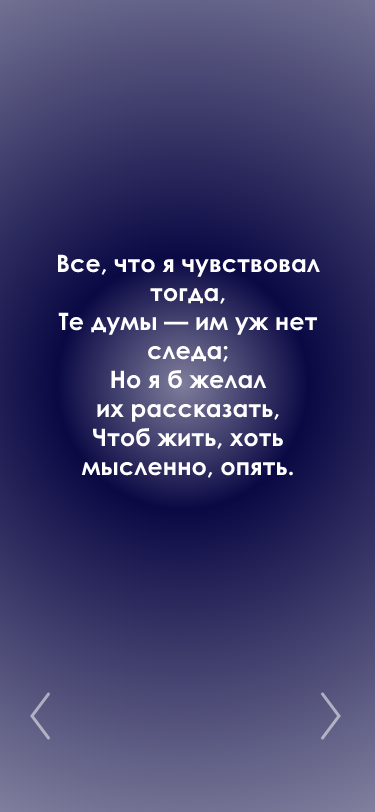 Все, что я чувствовал
тогда,
Те думы — им уж нет
следа;
Но я б желал
их рассказать,
Чтоб жить, хоть
мысленно, опять.